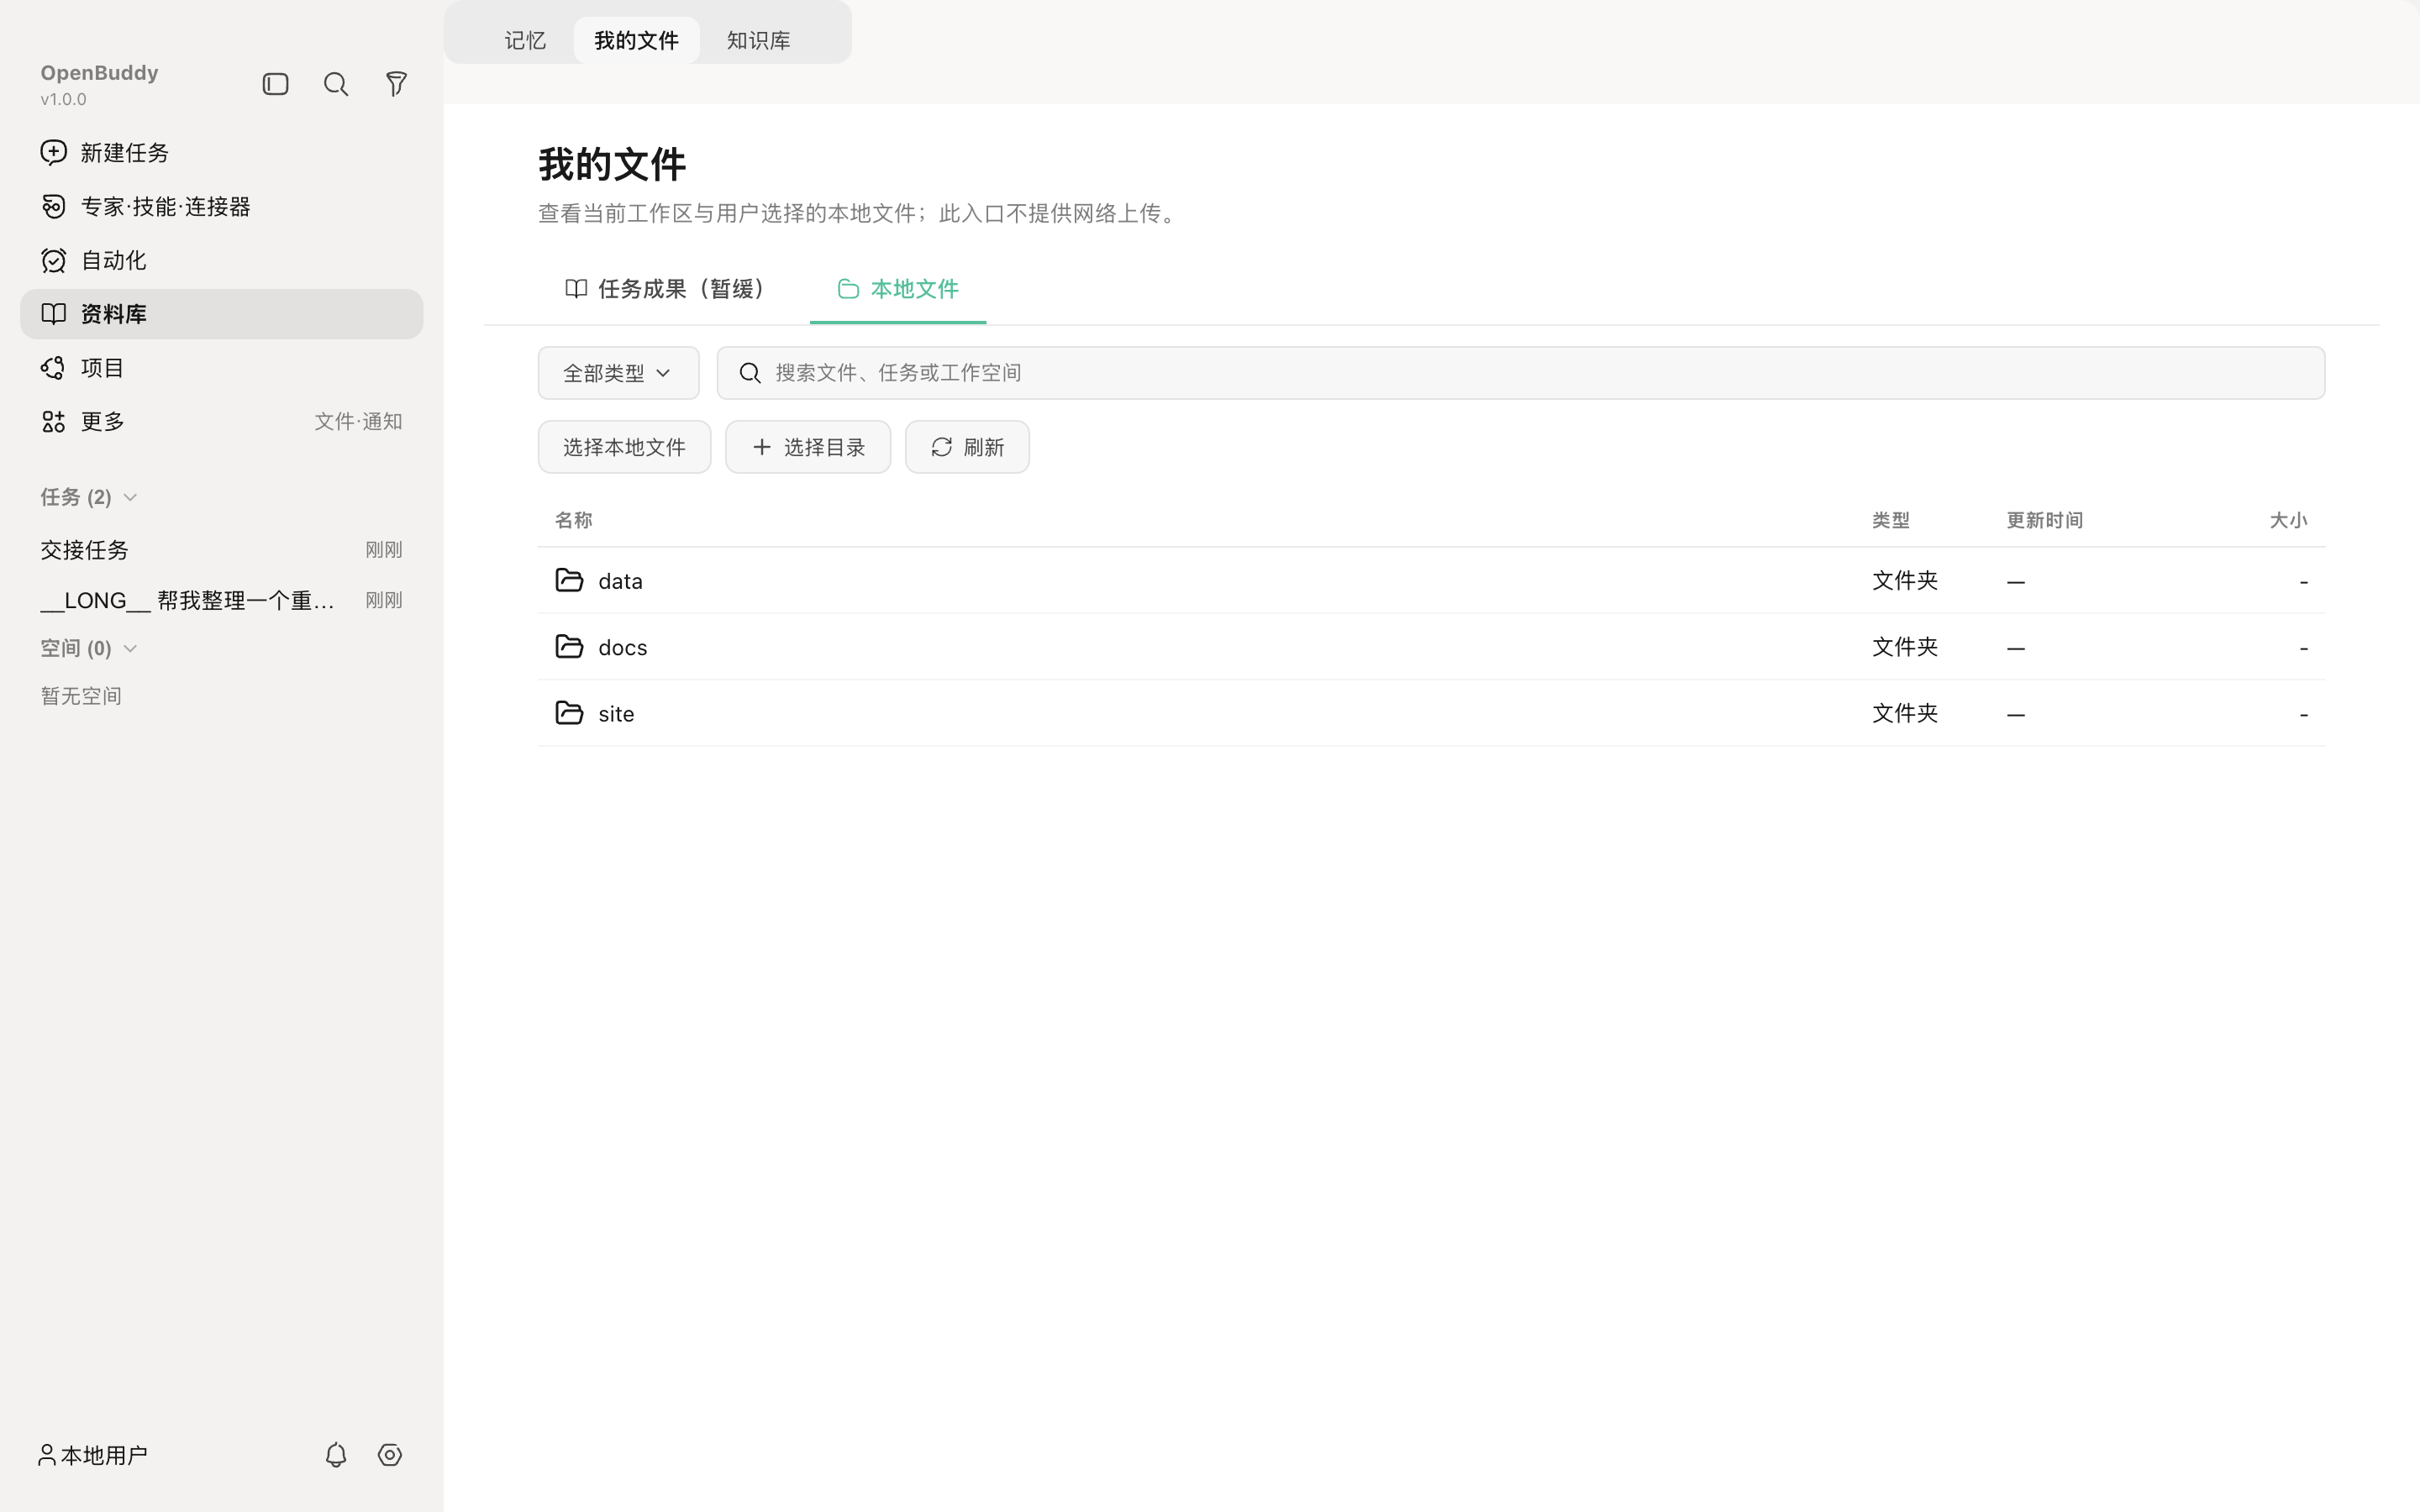 OpenBuddy
v1.0.0
新建任务
专家·技能·连接器
自动化
资料库
项目
更多 文件·通知
任务 (2)
交接任务 刚刚
__LONG__ 帮我整理一个重... 刚刚
空间 (0)
暂无空间
本地用户
记忆 我的文件 知识库
我的文件
查看当前工作区与用户选择的本地文件；此入口不提供网络上传。
任务成果（暂缓） 本地文件
全部类型 搜索文件、任务或工作空间
选择本地文件 选择目录 刷新
名称 类型 更新时间 大小
data 文件夹 — -
docs 文件夹 — -
site 文件夹 — -